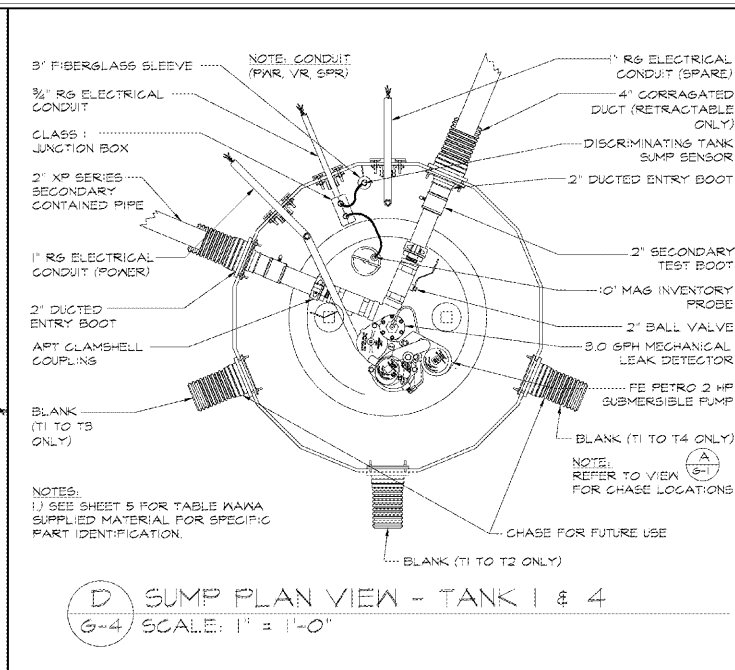 3" FIBERGLASS SLEEVE
3/4" RG ELECTRICAL
CONDUIT
CLASS 1
JUNCTION BOX
2" XP SERIES
SECONDARY
CONTAINED PIPE
1" RG ELECTRICAL
CONDUIT (POWER)
2" DUCTED
ENTRY BOOT
APT CLAMSHELL
COUPLING
BLANK
(T1 TO T3
ONLY)
NOTES:
1.) SEE SHEET 5 FOR TABLE WAWA
SUPPLIED MATERIAL FOR SPECIFIC
PART IDENTIFICATION.
NOTE: CONDUIT
(PWR, VR, SPR)
1" RG ELECTRICAL
CONDUIT (SPARE)
4" CORRAGATED
DUCT (RETRACTABLE
ONLY)
DISCRIMINATING TANK
SUMP SENSOR
2" DUCTED ENTRY BOOT
2" SECONDARY
TEST BOOT
10' MAG INVENTORY
PROBE
2" BALL VALVE
3.0 GPH MECHANICAL
LEAK DETECTOR
FE PETRO 2 HP
SUBMERSIBLE PUMP
BLANK (T1 TO T4 ONLY)
NOTE:
REFER TO VIEW
FOR CHASE LOCATIONS
A
G-1
CHASE FOR FUTURE USE
BLANK (T1 TO T2 ONLY)
D
G-4
SUMP PLAN VIEW - TANK 1 & 4
SCALE: 1" = 1'-0"